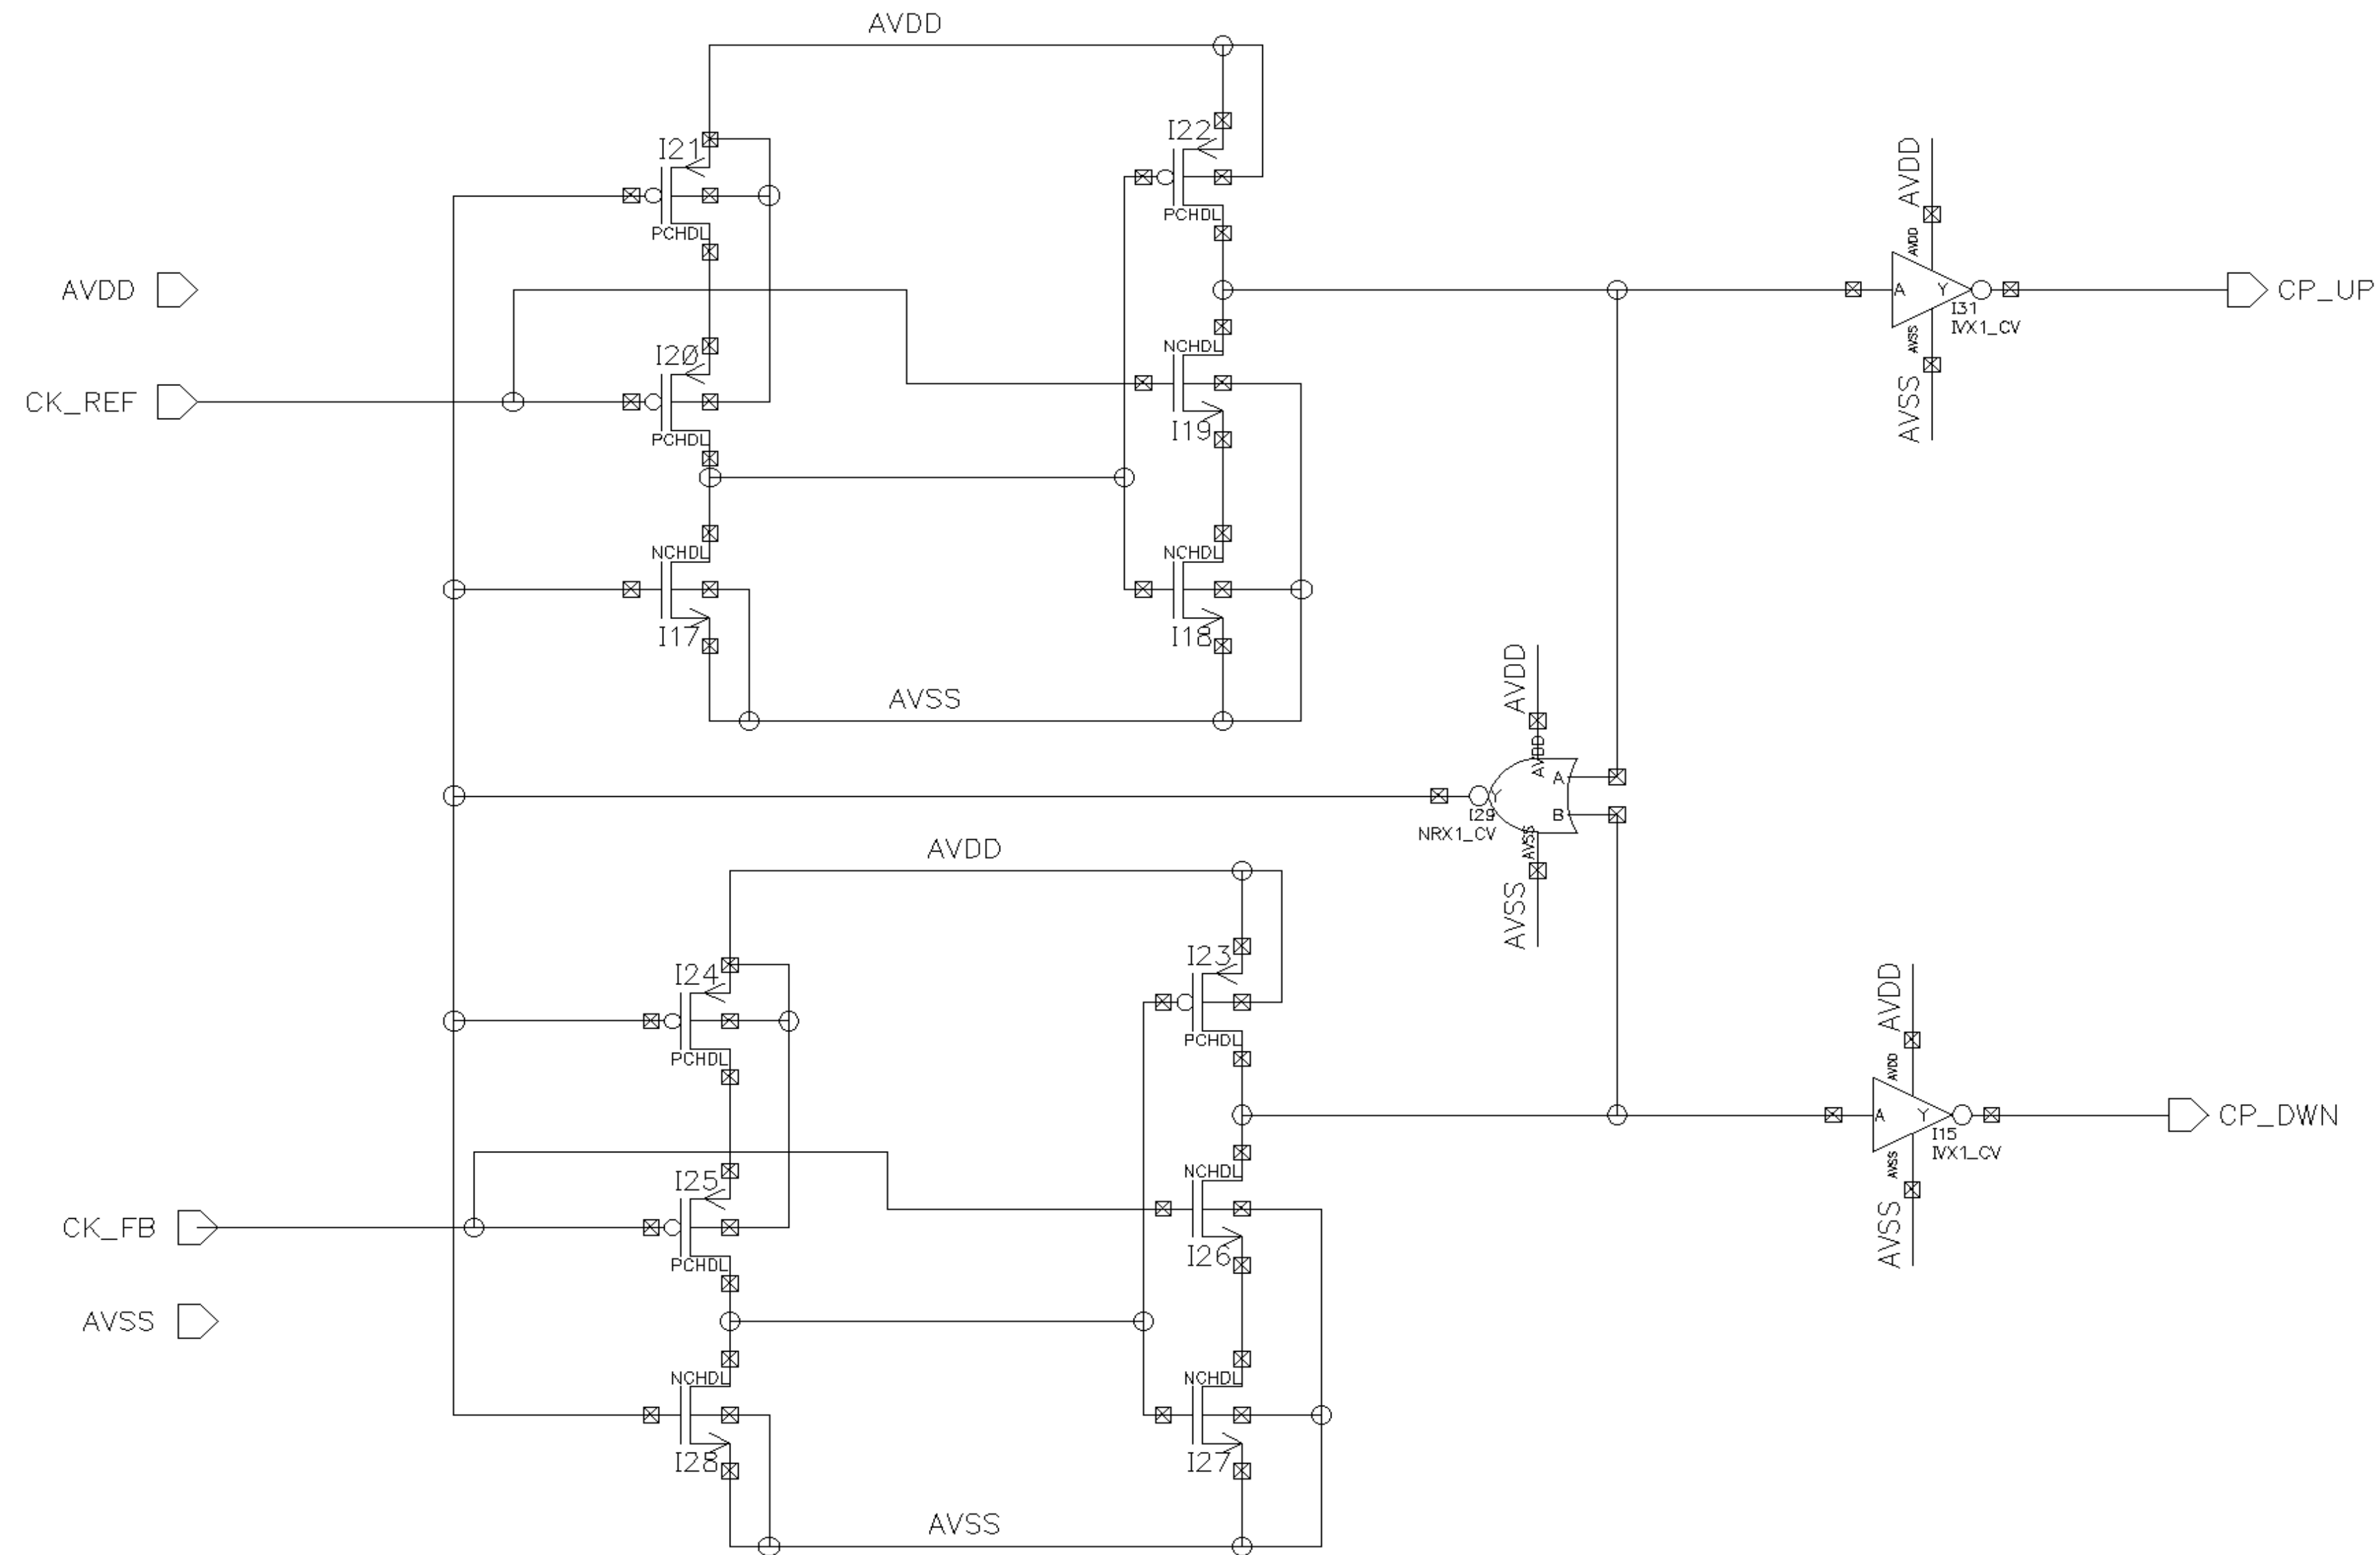 AVDD
I21
PCHDL
I22
PCHDL
AVDD
AVDD
AVDD
A
Y
I31
IVX1_CV
AVSS
AVSS
CP_UP
CK_REF
I20
PCHDL
NCHDL
I19
NCHDL
I17
NCHDL
I18
AVSS
AVDD
AVDD
A
B
Y
I29
NRX1_CV
AVSS
AVSS
AVDD
I24
PCHDL
I23
PCHDL
AVDD
AVDD
A
Y
I15
IVX1_CV
AVSS
AVSS
CP_DWN
CK_FB
I25
PCHDL
NCHDL
I26
AVSS
NCHDL
I28
NCHDL
I27
AVSS